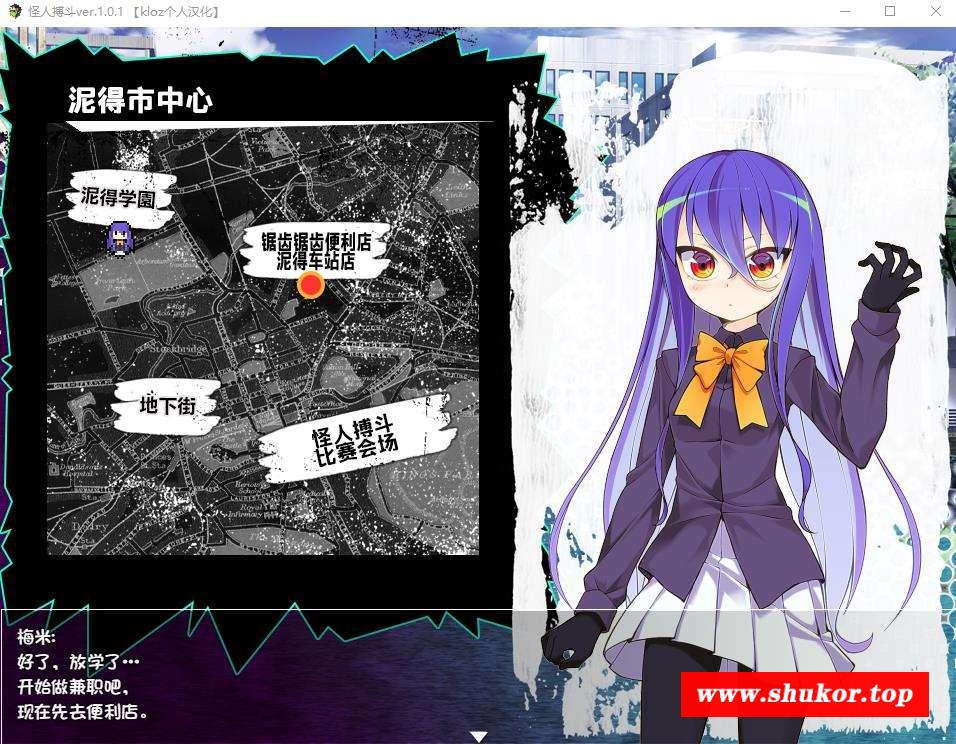 怪人搏斗ver.1.0.1 【kloz个人汉化】
泥得市中心
泥得学園
锯齿锯齿便利店
泥得车站店
Stockbridge
地下街
怪人搏斗
比赛会场
梅米:
好了，放学了…
开始做兼职吧，
现在先去便利店。
www.shukor.top